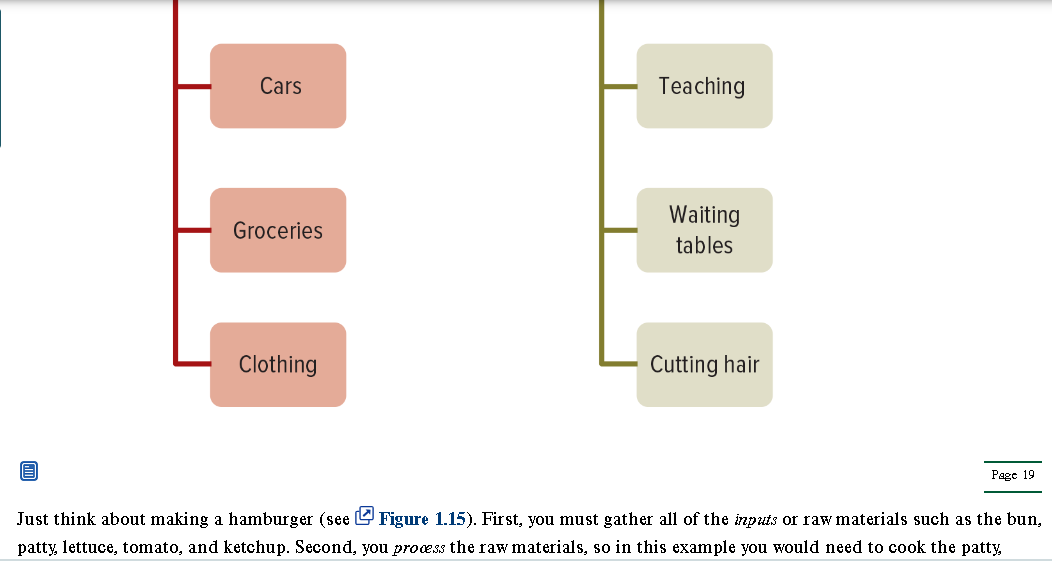 Cars
Teaching
Groceries
Waiting
tables
Clothing
Cutting hair
Page 19
Just think about making a hamburger (see Figure 1.15). First, you must gather all of the inputs or raw materials such as the bun,
patty, lettuce, tomato, and ketchup. Second, you process the raw materials, so in this example you would need to cook the patty,